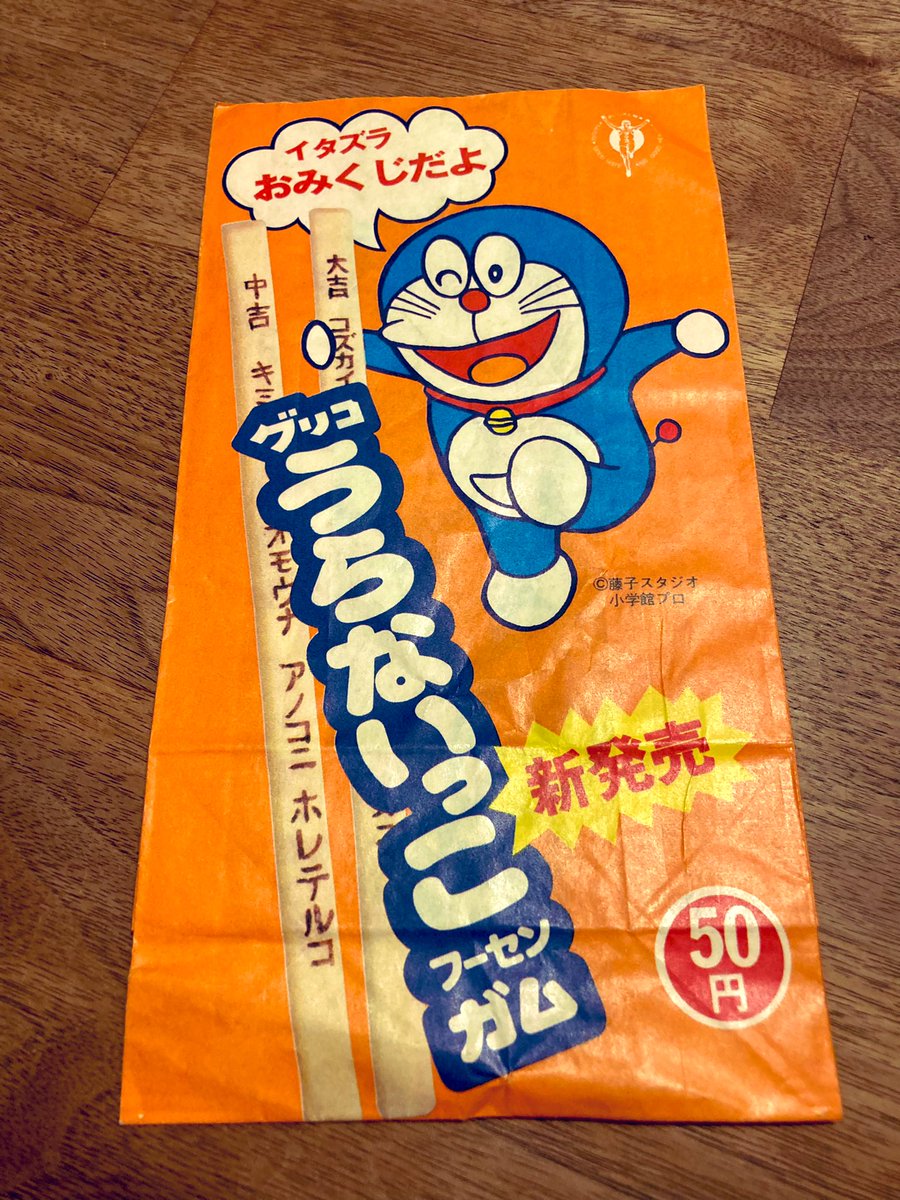 イタズラ
おみくじだよ
大吉 コズカイ
中吉 キミ
オモウナ アノコニ ホレテルコ
グリコ
うらないっこ
フーセン
ガム
©藤子スタジオ
小学館プロ
新発売
50
円